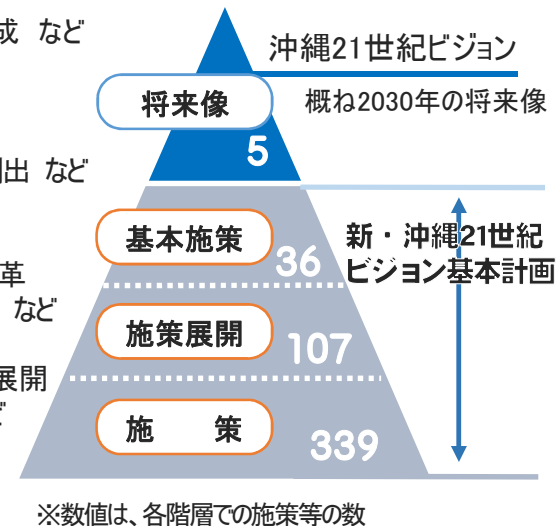 成 など
沖縄21世紀ビジョン
将来像
概ね2030年の将来像
5
出 など
基本施策
36
新・沖縄21世紀
ビジョン基本計画
革
など
施策展開
107
展開
施 策
339
※数値は、各階層での施策等の数